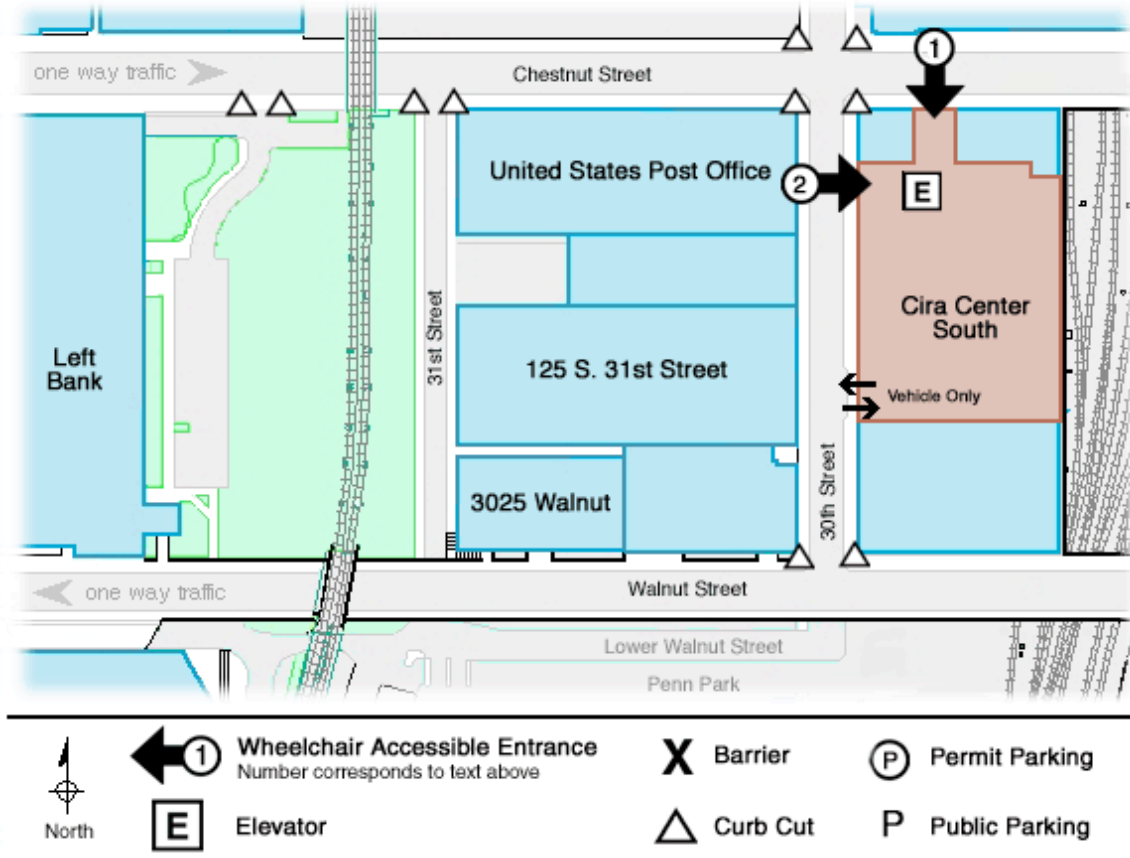 one way traffic
Chestnut Street
1
United States Post Office
2
E
Cira Center
South
31st Street
Left
Bank
125 S. 31st Street
Vehicle Only
30th Street
3025 Walnut
one way traffic
Walnut Street
Lower Walnut Street
Penn Park
North
1
Wheelchair Accessible Entrance
Number corresponds to text above
E
Elevator
X
Barrier
Curb Cut
P
Permit Parking
P
Public Parking